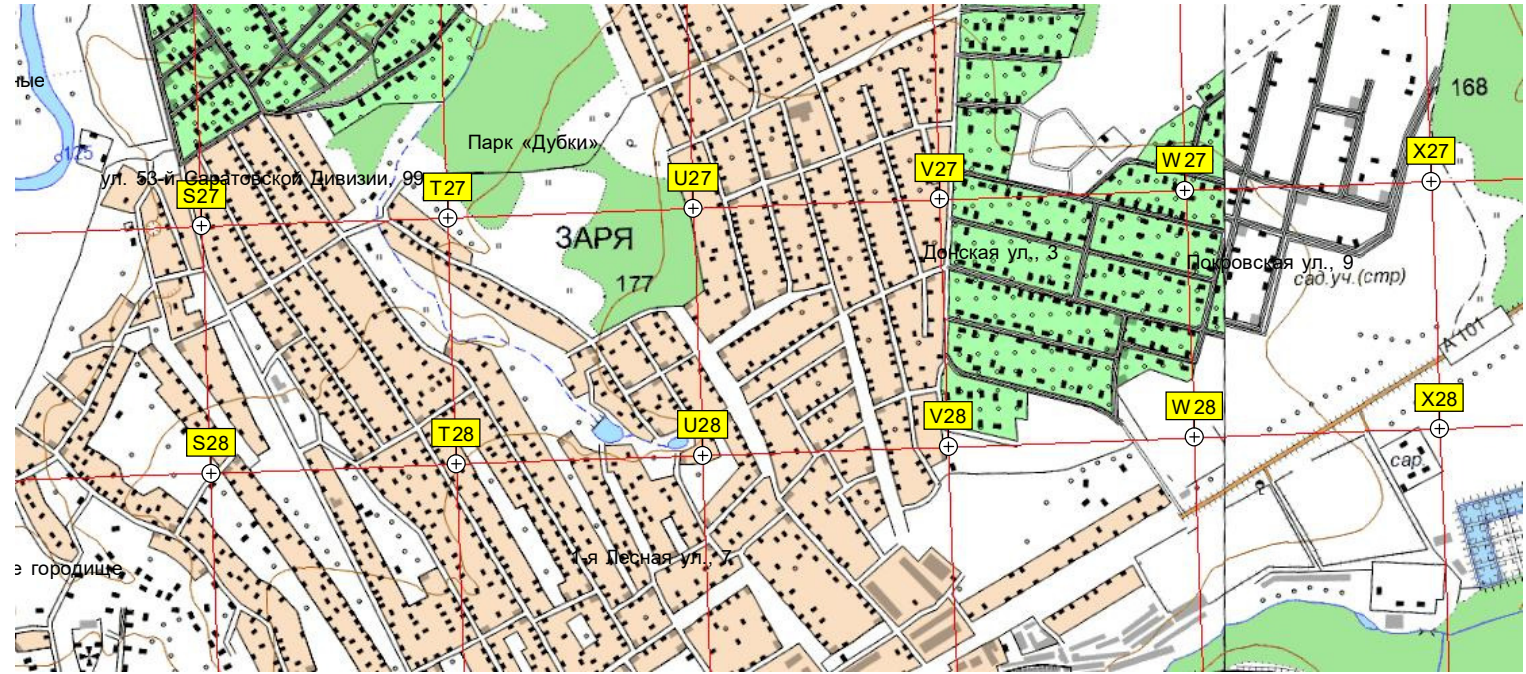 ные
168
Парк «Дубки»
р125
ул. 53-й Саратовской Дивизии, 99
X27
W27
V27
U27
T27
S27
ЗАРЯ
Донская ул., 3
Покровская ул., 9
сад.уч.(стр)
177
А 101
X28
W28
V28
U28
T28
S28
сар.
1-я Лесная ул., 7
е городище